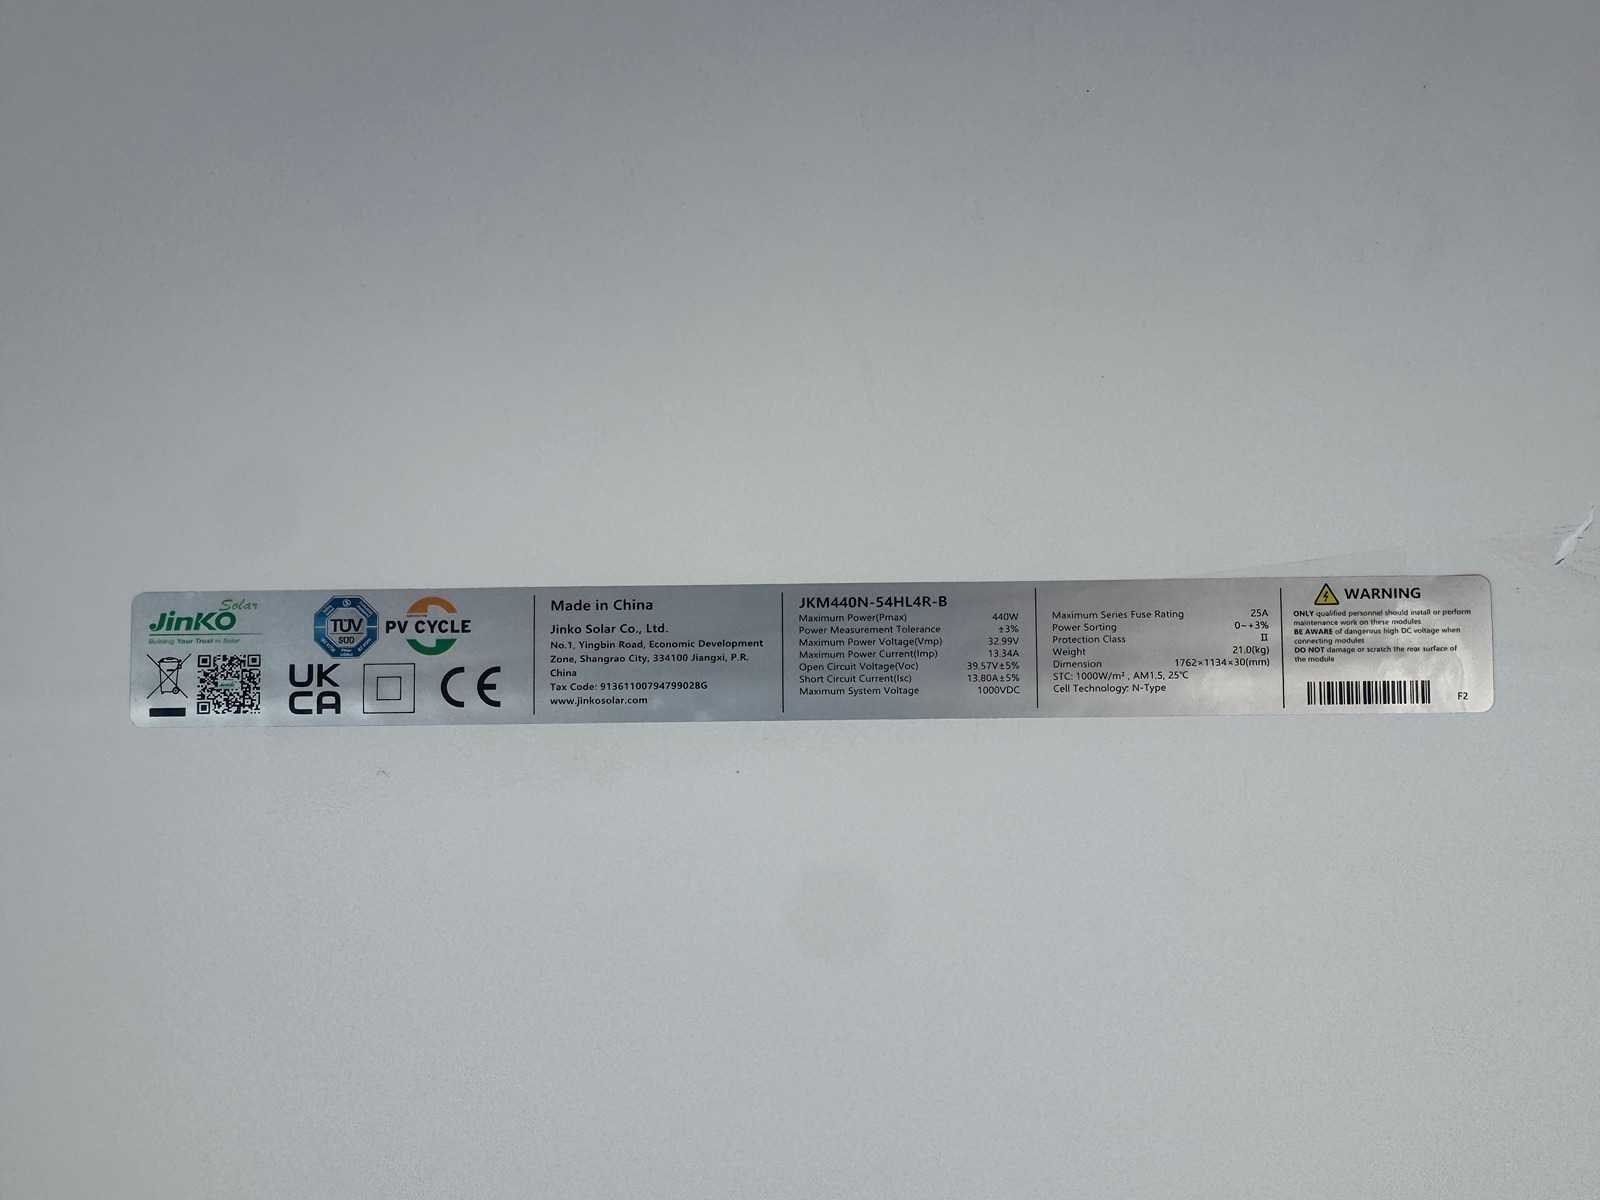 JinKO Solar
Building Your Trust in Solar
TÜV
SÜD
PV CYCLE
UK
CA
CE
Made in China
Jinko Solar Co., Ltd.
No.1, Yingbin Road, Economic Development
Zone, Shangrao City, 334100 Jiangxi, P.R.
China
Tax Code: 91361100794799028G
www.jinkosolar.com
JKM440N-54HL4R-B
Maximum Power(Pmax) 440W
Power Measurement Tolerance ±3%
Maximum Power Voltage(Vmp) 32.99V
Maximum Power Current(Imp) 13.34A
Open Circuit Voltage(Voc) 39.57V±5%
Short Circuit Current(Isc) 13.80A±5%
Maximum System Voltage 1000VDC
Maximum Series Fuse Rating 25A
Power Sorting 0~+3%
Protection Class II
Weight 21.0(kg)
Dimension 1762×1134×30(mm)
STC: 1000W/m² , AM1.5, 25℃
Cell Technology: N-Type
WARNING
ONLY qualified personnel should install or perform
maintenance work on these modules
BE AWARE of dangerous high DC voltage when
connecting modules
DO NOT damage or scratch the rear surface of
the module
F2